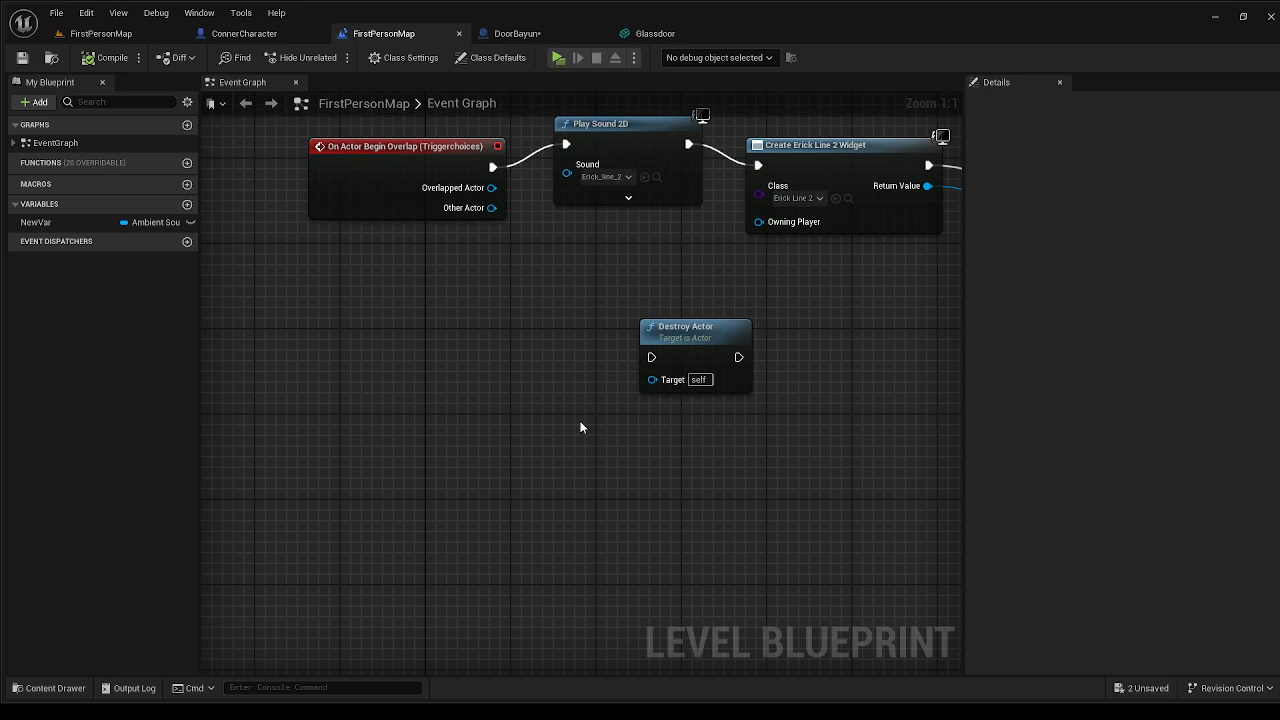 File Edit View Debug Window Tools Help
FirstPersonMap ConnerCharacter FirstPersonMap DoorBayun• Glassdoor
Compile Diff Find Hide Unrelated Class Settings Class Defaults No debug object selected
My Blueprint Event Graph Details
Add Search FirstPersonMap > Event Graph Zoom 1:1
GRAPHS
EventGraph
FUNCTIONS (20 OVERRIDABLE)
MACROS
VARIABLES
NewVar Ambient Sou
EVENT DISPATCHERS
On Actor Begin Overlap (Triggerchoices)
Overlapped Actor
Other Actor
f Play Sound 2D
Sound
Erick_line_2
Create Erick Line 2 Widget
Class Return Value
Erick Line 2
Owning Player
f Destroy Actor
Target is Actor
Target self
LEVEL BLUEPRINT
Content Drawer Output Log Cmd Enter Console Command 2 Unsaved Revision Control